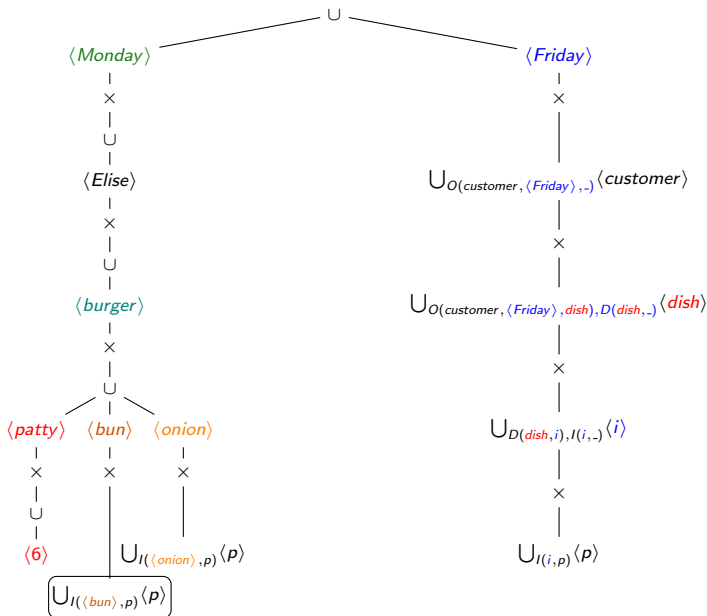 ∪
⟨Monday⟩ ⟨Friday⟩
× ×
∪
⟨Elise⟩ ⋃O(customer,⟨Friday⟩,_)⟨customer⟩
× ×
∪
⟨burger⟩ ⋃O(customer,⟨Friday⟩,dish),D(dish,_)⟨dish⟩
× ×
∪
⟨patty⟩ ⟨bun⟩ ⟨onion⟩ ⋃D(dish,i),I(i,_)⟨i⟩
× × × ×
∪
⟨6⟩ ⋃I(⟨onion⟩,p)⟨p⟩ ⋃I(i,p)⟨p⟩
⋃I(⟨bun⟩,p)⟨p⟩